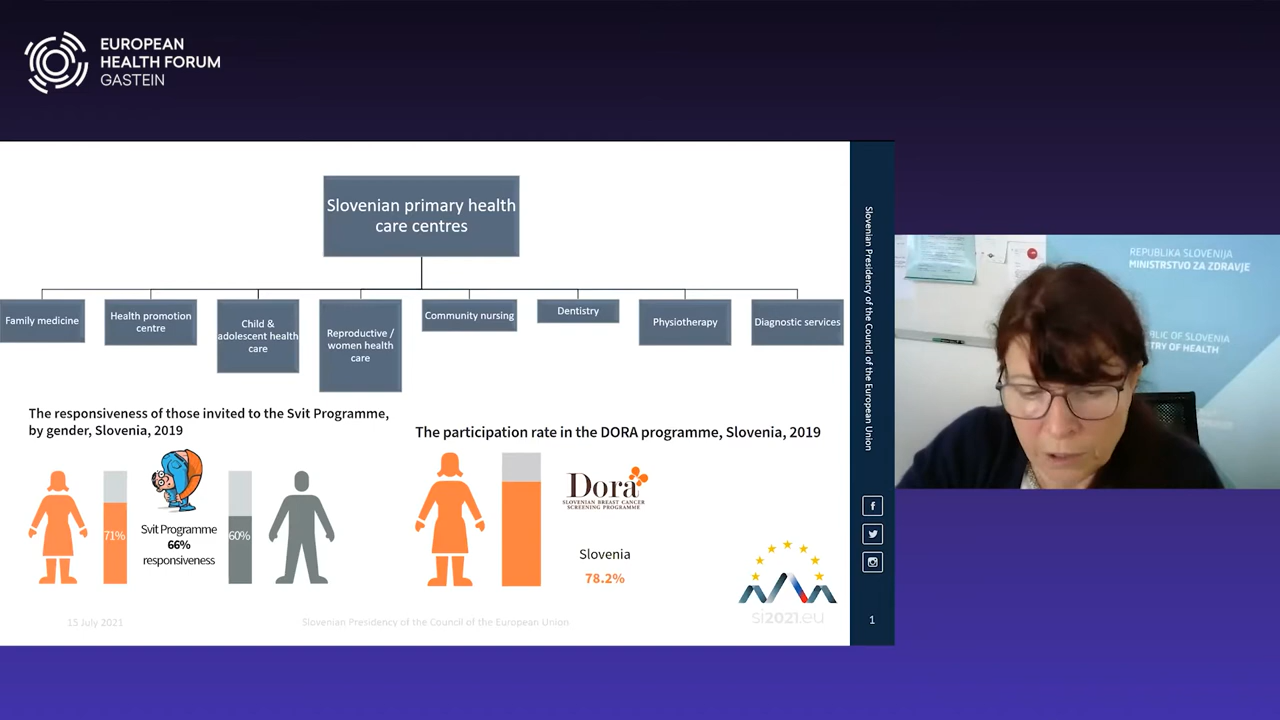 EUROPEAN
HEALTH FORUM
GASTEIN
Slovenian primary health
care centres
Family medicine
Health promotion
centre
Child &
adolescent health
care
Reproductive /
women health
care
Community nursing
Dentistry
Physiotherapy
Diagnostic services
The responsiveness of those invited to the Svit Programme,
by gender, Slovenia, 2019
71%
Svit Programme
66%
responsiveness
60%
The participation rate in the DORA programme, Slovenia, 2019
Dora
SLOVENIAN BREAST CANCER
SCREENING PROGRAMME
Slovenia
78.2%
si2021.eu
15 July 2021
Slovenian Presidency of the Council of the European Union
Slovenian Presidency of the Council of the European Union
f
1
REPUBLIKA SLOVENIJA
MINISTRSTVO ZA ZDRAVJE
BLIC OF SLOVENIA
TRY OF HEALTH